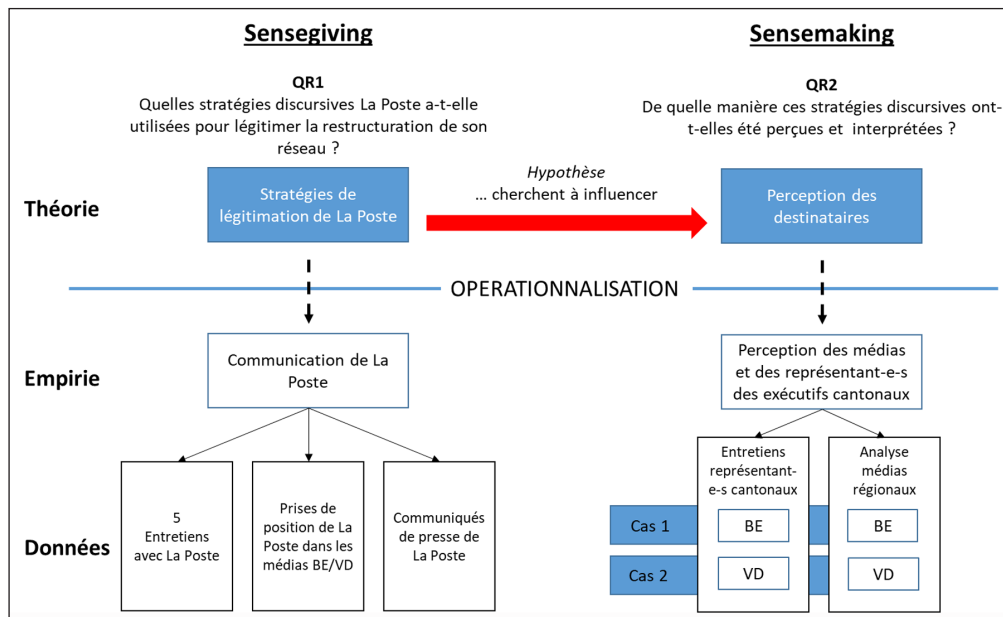 Sensegiving
Sensemaking
QR1
Quelles stratégies discursives La Poste a-t-elle
utilisées pour légitimer la restructuration de son
réseau ?
QR2
De quelle manière ces stratégies discursives ont-
t-elles été perçues et interprétées ?
Théorie
Stratégies de
légitimation de La Poste
Hypothèse
... cherchent à influencer
Perception des
destinataires
OPERATIONNALISATION
Empirie
Communication de La
Poste
Perception des médias
et des représentant-e-s
des exécutifs cantonaux
Données
5
Entretiens
avec La Poste
Prises de
position de La
Poste dans les
médias BE/VD
Communiqués
de presse de
La Poste
Entretiens
représentant-
e-s cantonaux
Analyse
médias
régionaux
Cas 1
BE
BE
Cas 2
VD
VD